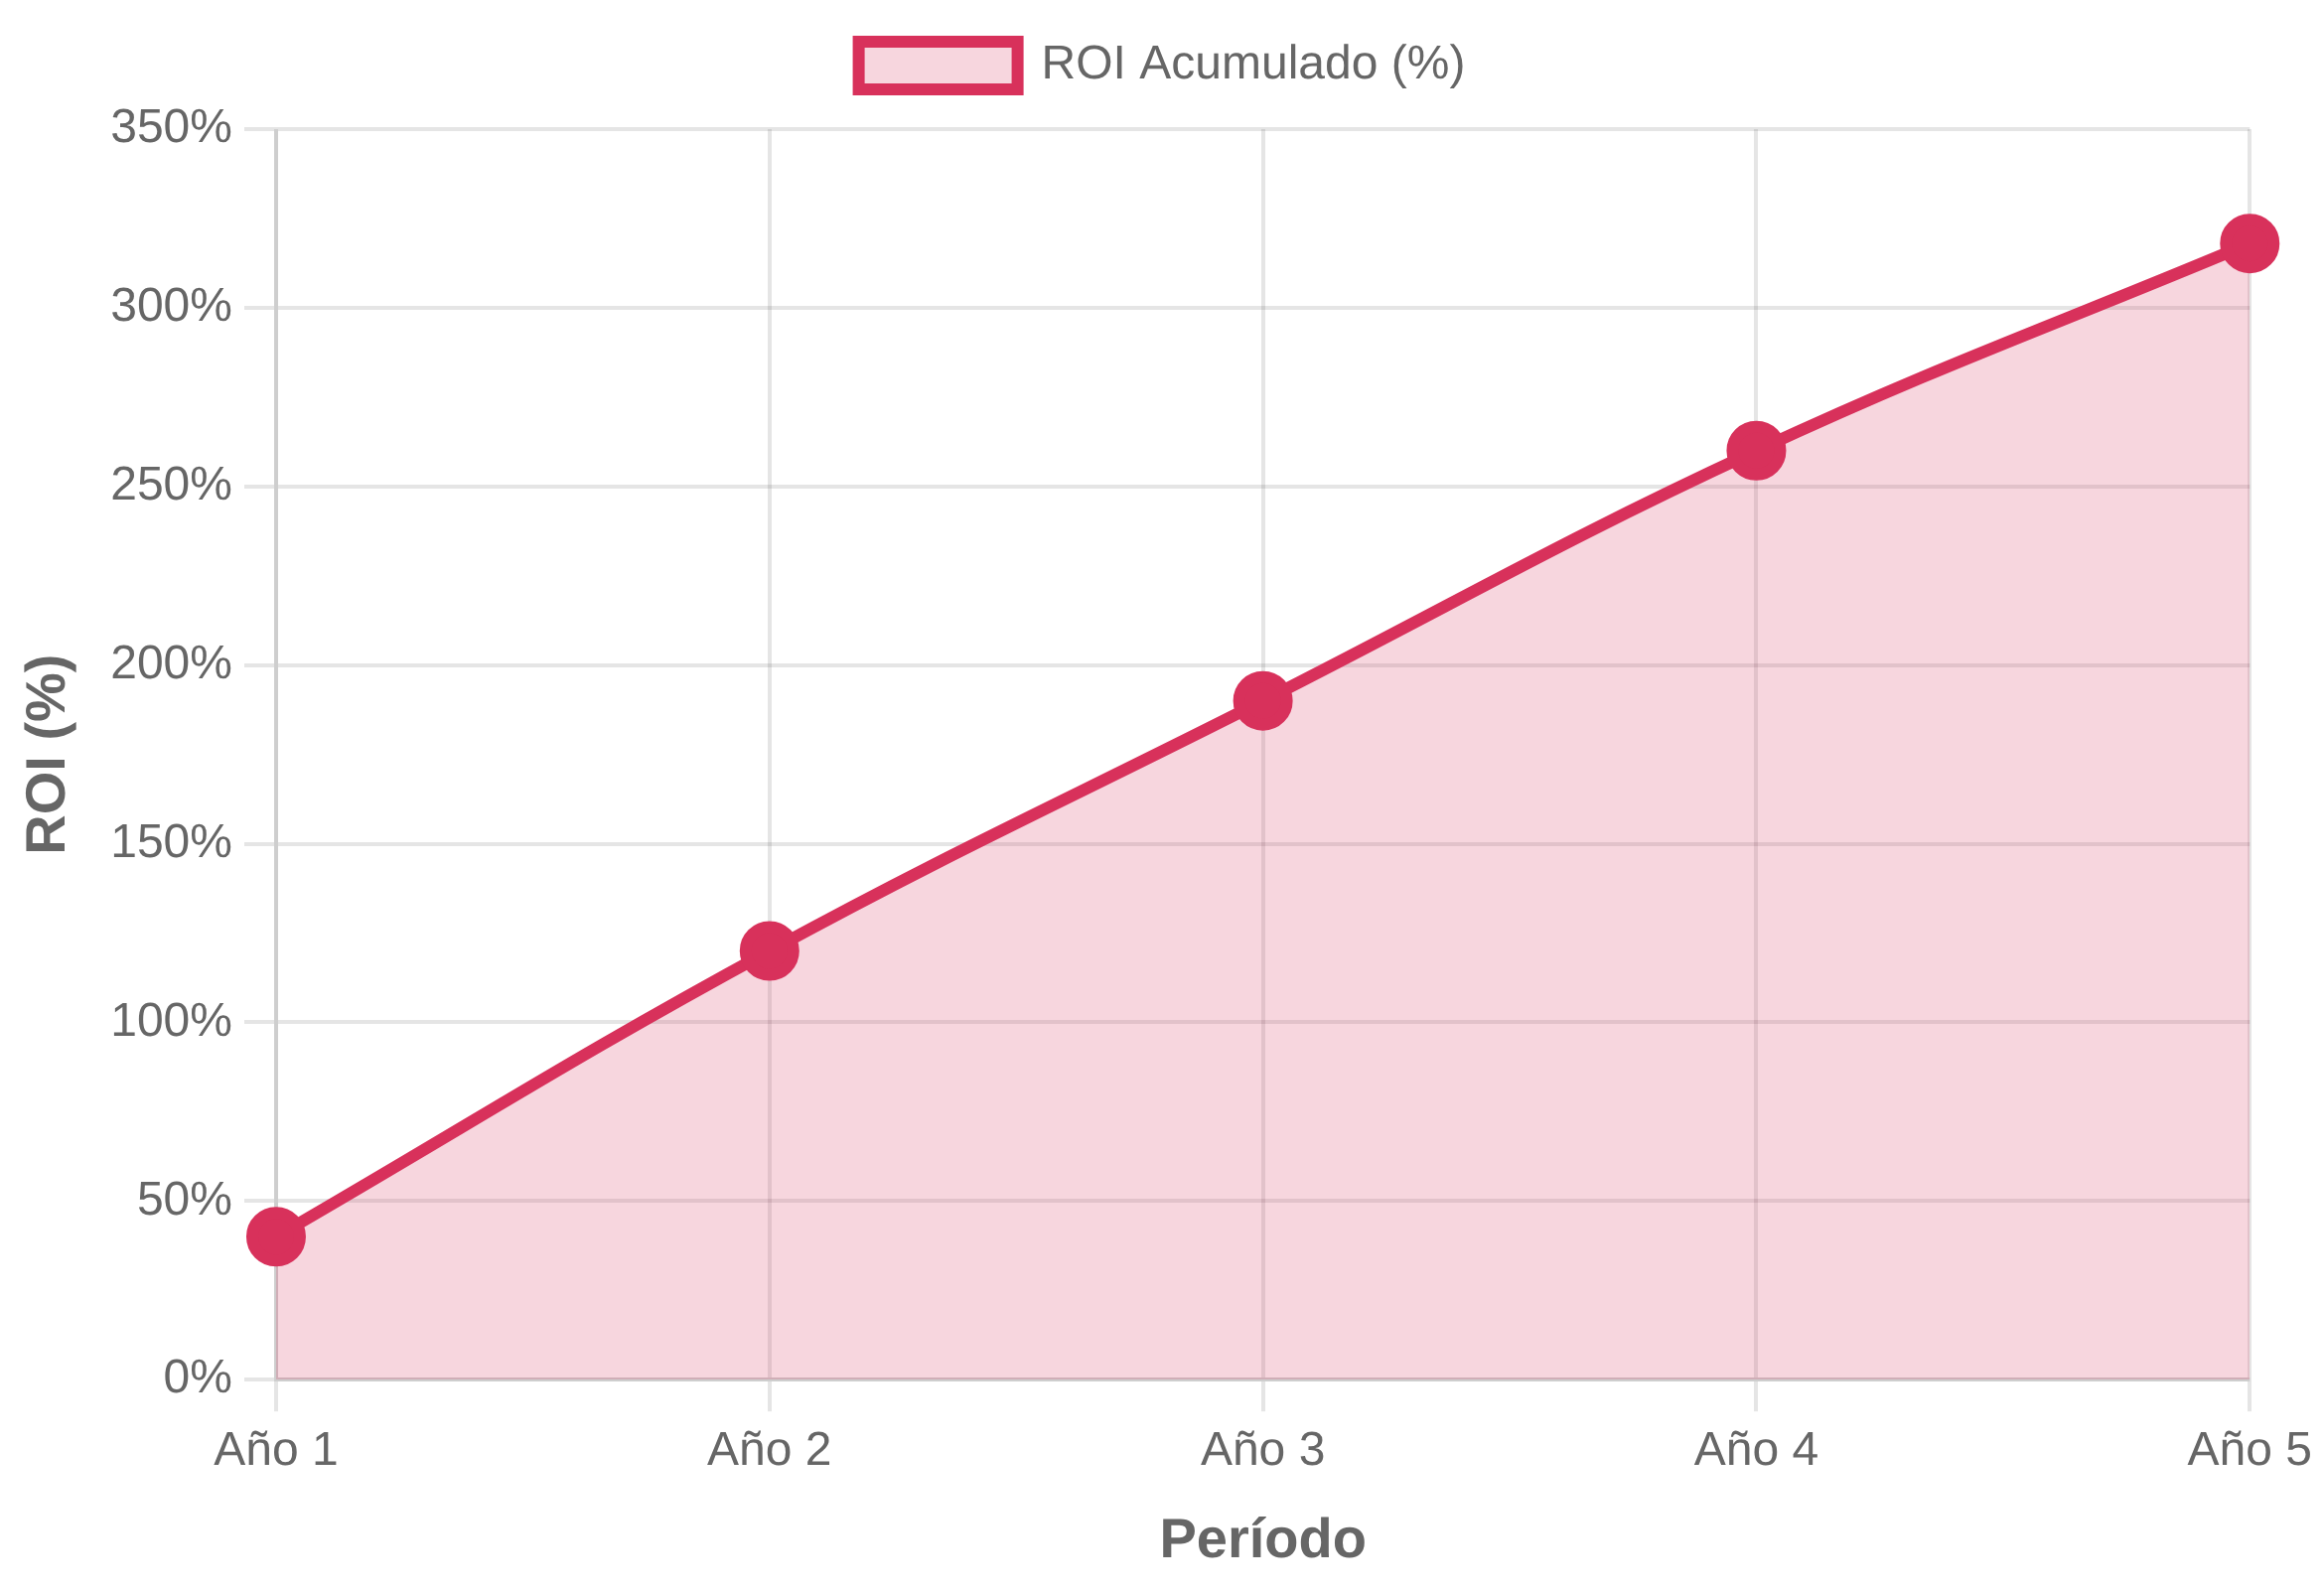 ROI Acumulado (%)
350%
300%
250%
200%
150%
100%
50%
0%
ROI (%)
Año 1
Año 2
Año 3
Año 4
Año 5
Período